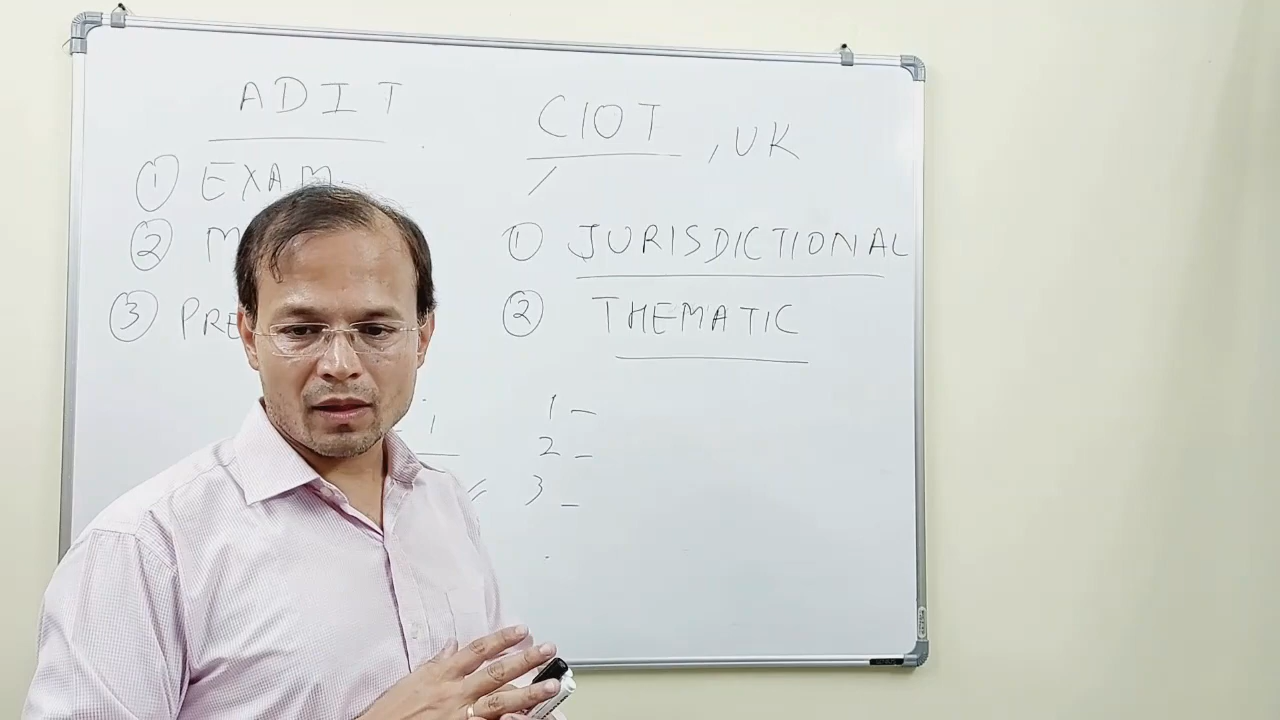 ADIT
① EXAM
②
③ PRE
CIOT, UK
① JURISDICTIONAL
② THEMATIC
1 –
2 –
3 –